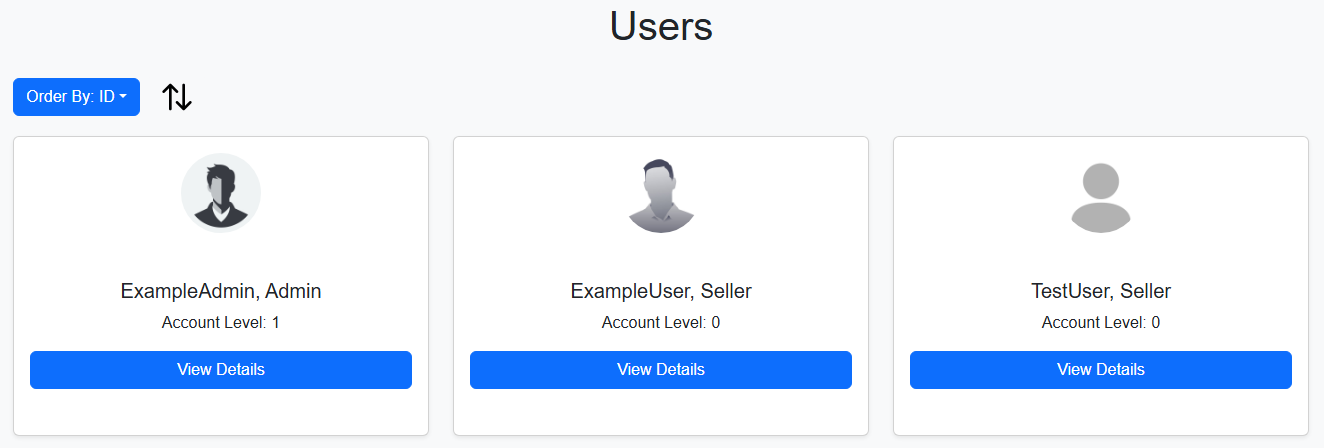 Users
Order By: ID
ExampleAdmin, Admin
Account Level: 1
View Details
ExampleUser, Seller
Account Level: 0
View Details
TestUser, Seller
Account Level: 0
View Details